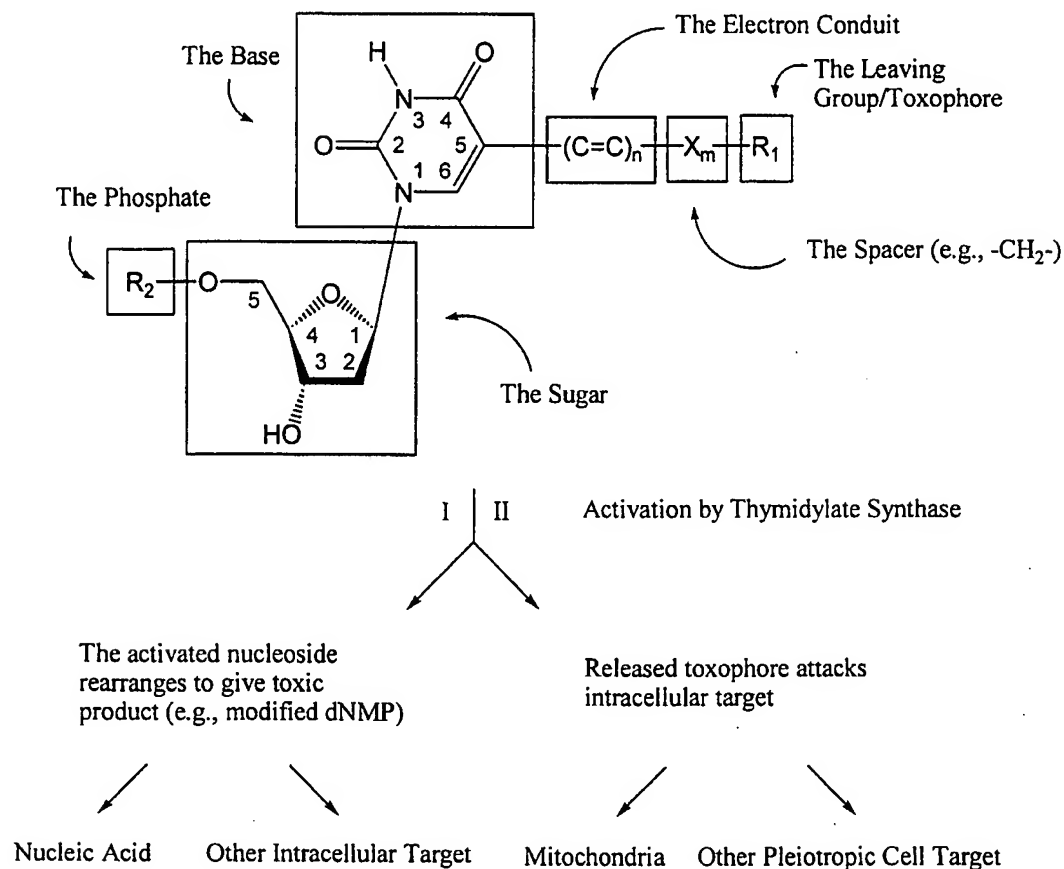 The Electron Conduit
The Base
The Leaving
Group/Toxophore
H O
N 3 4
O 2 5 (C=C)n Xm R1
1 6
N
The Phosphate
The Spacer (e.g., -CH2-)
R2 O 5 O
4 1
3 2
The Sugar
HO
I II Activation by Thymidylate Synthase
The activated nucleoside
rearranges to give toxic
product (e.g., modified dNMP)
Released toxophore attacks
intracellular target
Nucleic Acid Other Intracellular Target Mitochondria Other Pleiotropic Cell Target